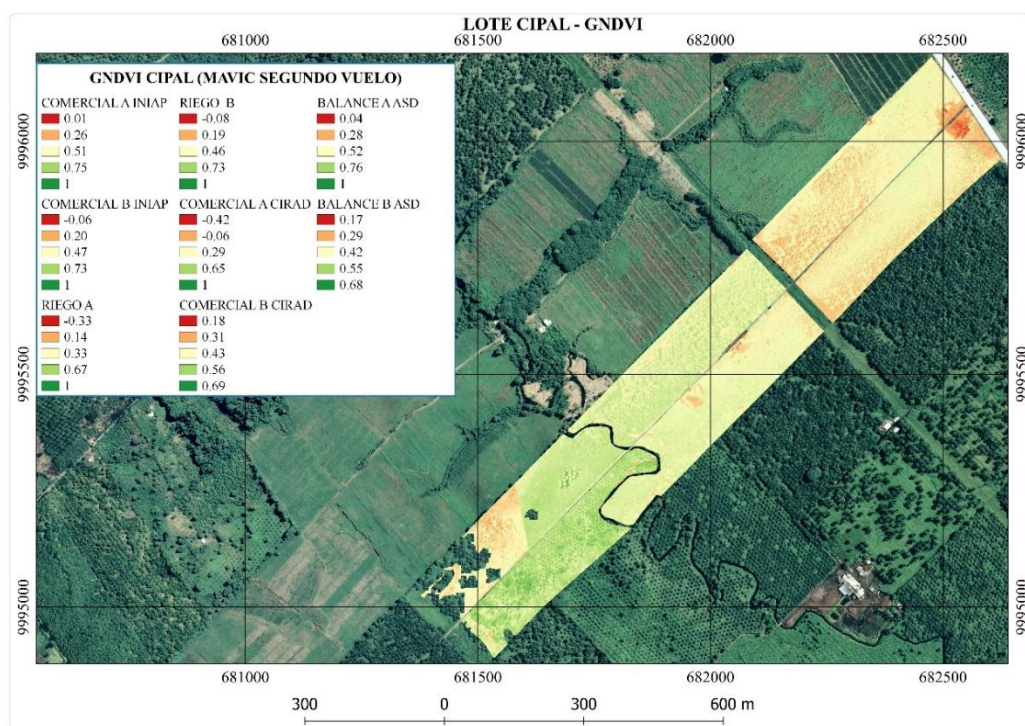 LOTE CIPAL - GNDVI
681000 681500 682000 682500
GNDVI CIPAL (MAVIC SEGUNDO VUELO)
COMERCIAL A INIAP RIEGO B BALANCE A ASD
0.01 -0.08 0.04
0.26 0.19 0.28
0.51 0.46 0.52
0.75 0.73 0.76
1 1 1
COMERCIAL B INIAP COMERCIAL A CIRAD BALANCE B ASD
-0.06 -0.42 0.17
0.20 -0.06 0.29
0.47 0.29 0.42
0.73 0.65 0.55
1 1 0.68
RIEGO A COMERCIAL B CIRAD
-0.33 0.18
0.14 0.31
0.33 0.43
0.67 0.56
1 0.69
9996000 9996000
9995500 9995500
9995000 9995000
681000 681500 682000 682500
300 0 300 600 m